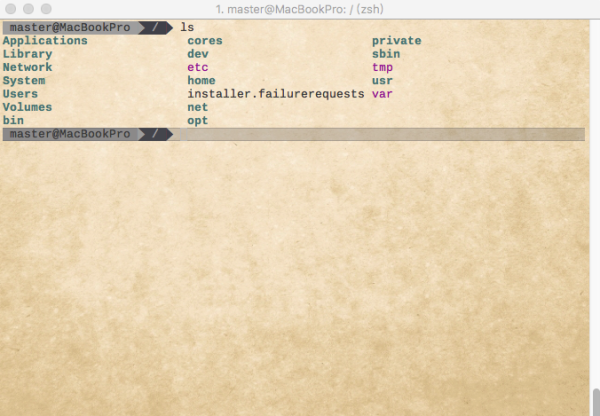 1. master@MacBookPro: / (zsh)
master@MacBookPro / ls
Applications cores private
Library dev sbin
Network etc tmp
System home usr
Users installer.failurerequests var
Volumes net
bin opt
master@MacBookPro /